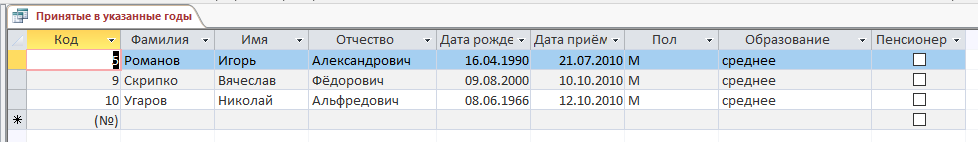 Принятые в указанные годы
Код Фамилия Имя Отчество Дата рожде Дата приём Пол Образование Пенсионер
5 Романов Игорь Александрович 16.04.1990 21.07.2010 М среднее
9 Скрипко Вячеслав Фёдорович 09.08.2000 10.10.2010 М среднее
10 Угаров Николай Альфредович 08.06.1966 12.10.2010 М среднее
(№)